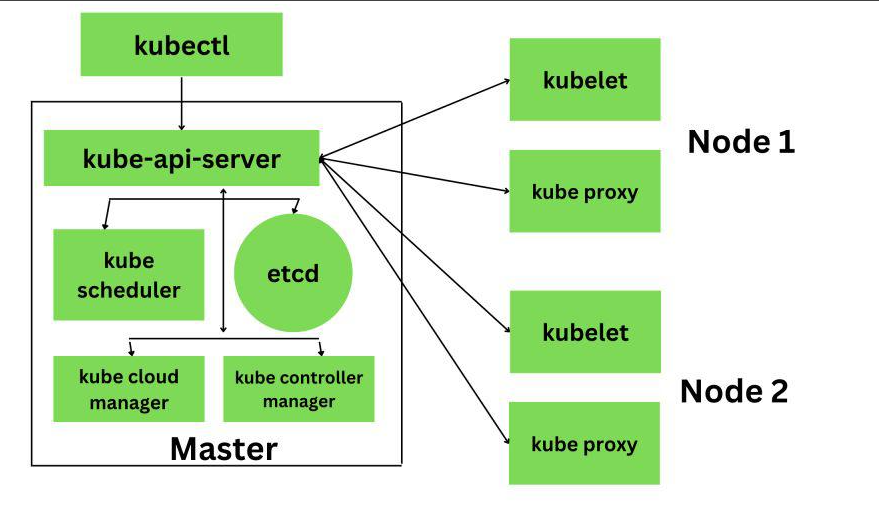 kubectl
kube-api-server
kube
scheduler
etcd
kube cloud
manager
kube controller
manager
Master
kubelet
kube proxy
Node 1
kubelet
kube proxy
Node 2